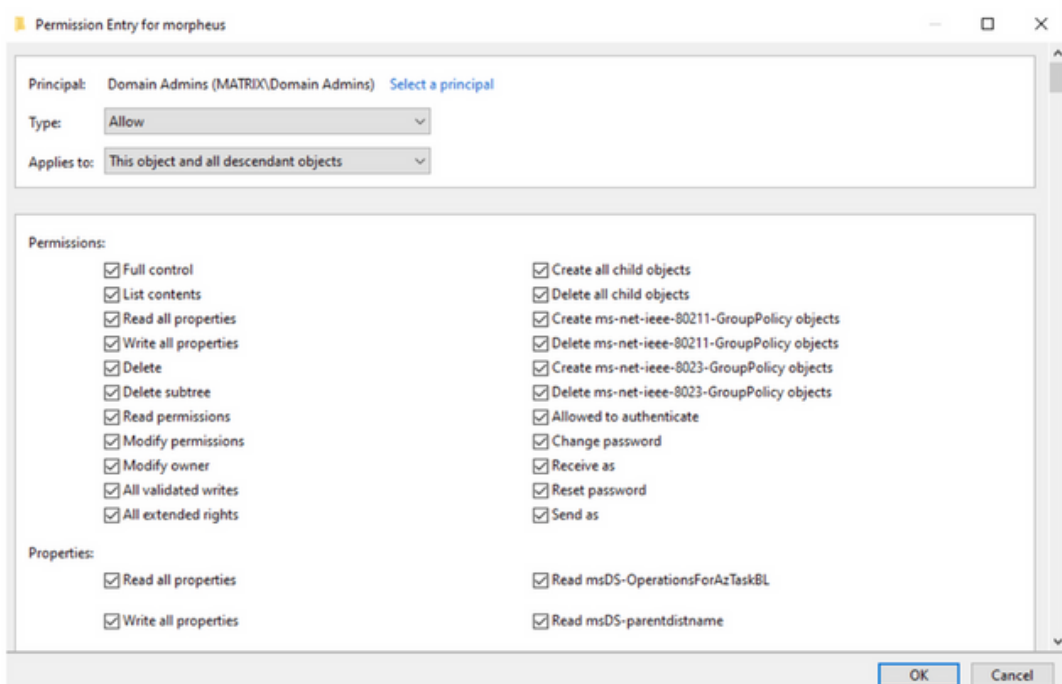 Permission Entry for morpheus
Principal: Domain Admins (MATRIX\Domain Admins) Select a principal
Type: Allow
Applies to: This object and all descendant objects
Permissions:
Full control Create all child objects
List contents Delete all child objects
Read all properties Create ms-net-ieee-80211-GroupPolicy objects
Write all properties Delete ms-net-ieee-80211-GroupPolicy objects
Delete Create ms-net-ieee-8023-GroupPolicy objects
Delete subtree Delete ms-net-ieee-8023-GroupPolicy objects
Read permissions Allowed to authenticate
Modify permissions Change password
Modify owner Receive as
All validated writes Reset password
All extended rights Send as
Properties:
Read all properties Read msDS-OperationsForAzTaskBL
Write all properties Read msDS-parentdistname
OK Cancel